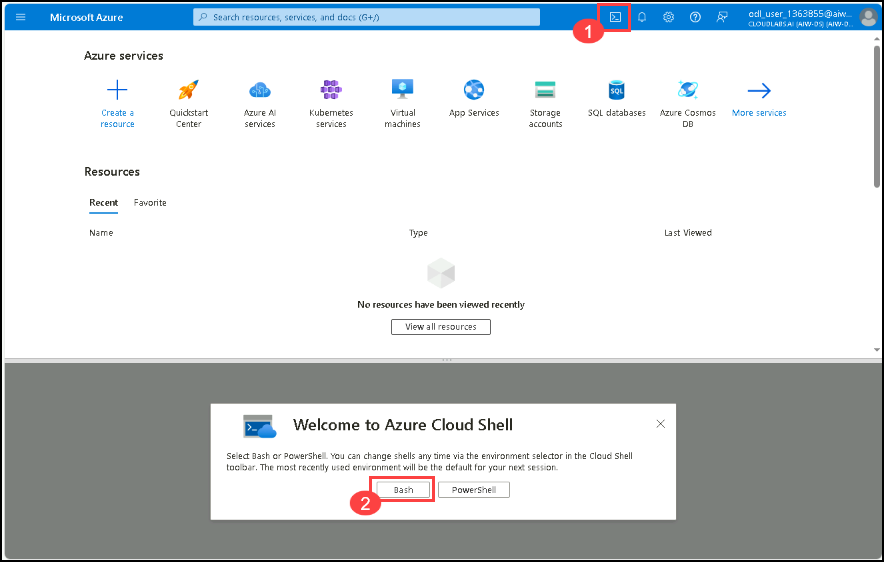 Microsoft Azure
Search resources, services, and docs (G+/)
1
odl_user_1363855@aiw...
CLOUDLABS.AI (AIW-DS) (AIW-D...
Azure services
Create a
resource
Quickstart
Center
Azure AI
services
Kubernetes
services
Virtual
machines
App Services
Storage
accounts
SQL
SQL databases
Azure Cosmos
DB
More services
Resources
Recent
Favorite
Name
Type
Last Viewed
No resources have been viewed recently
View all resources
Welcome to Azure Cloud Shell
Select Bash or PowerShell. You can change shells any time via the environment selector in the Cloud Shell
toolbar. The most recently used environment will be the default for your next session.
2
Bash
PowerShell